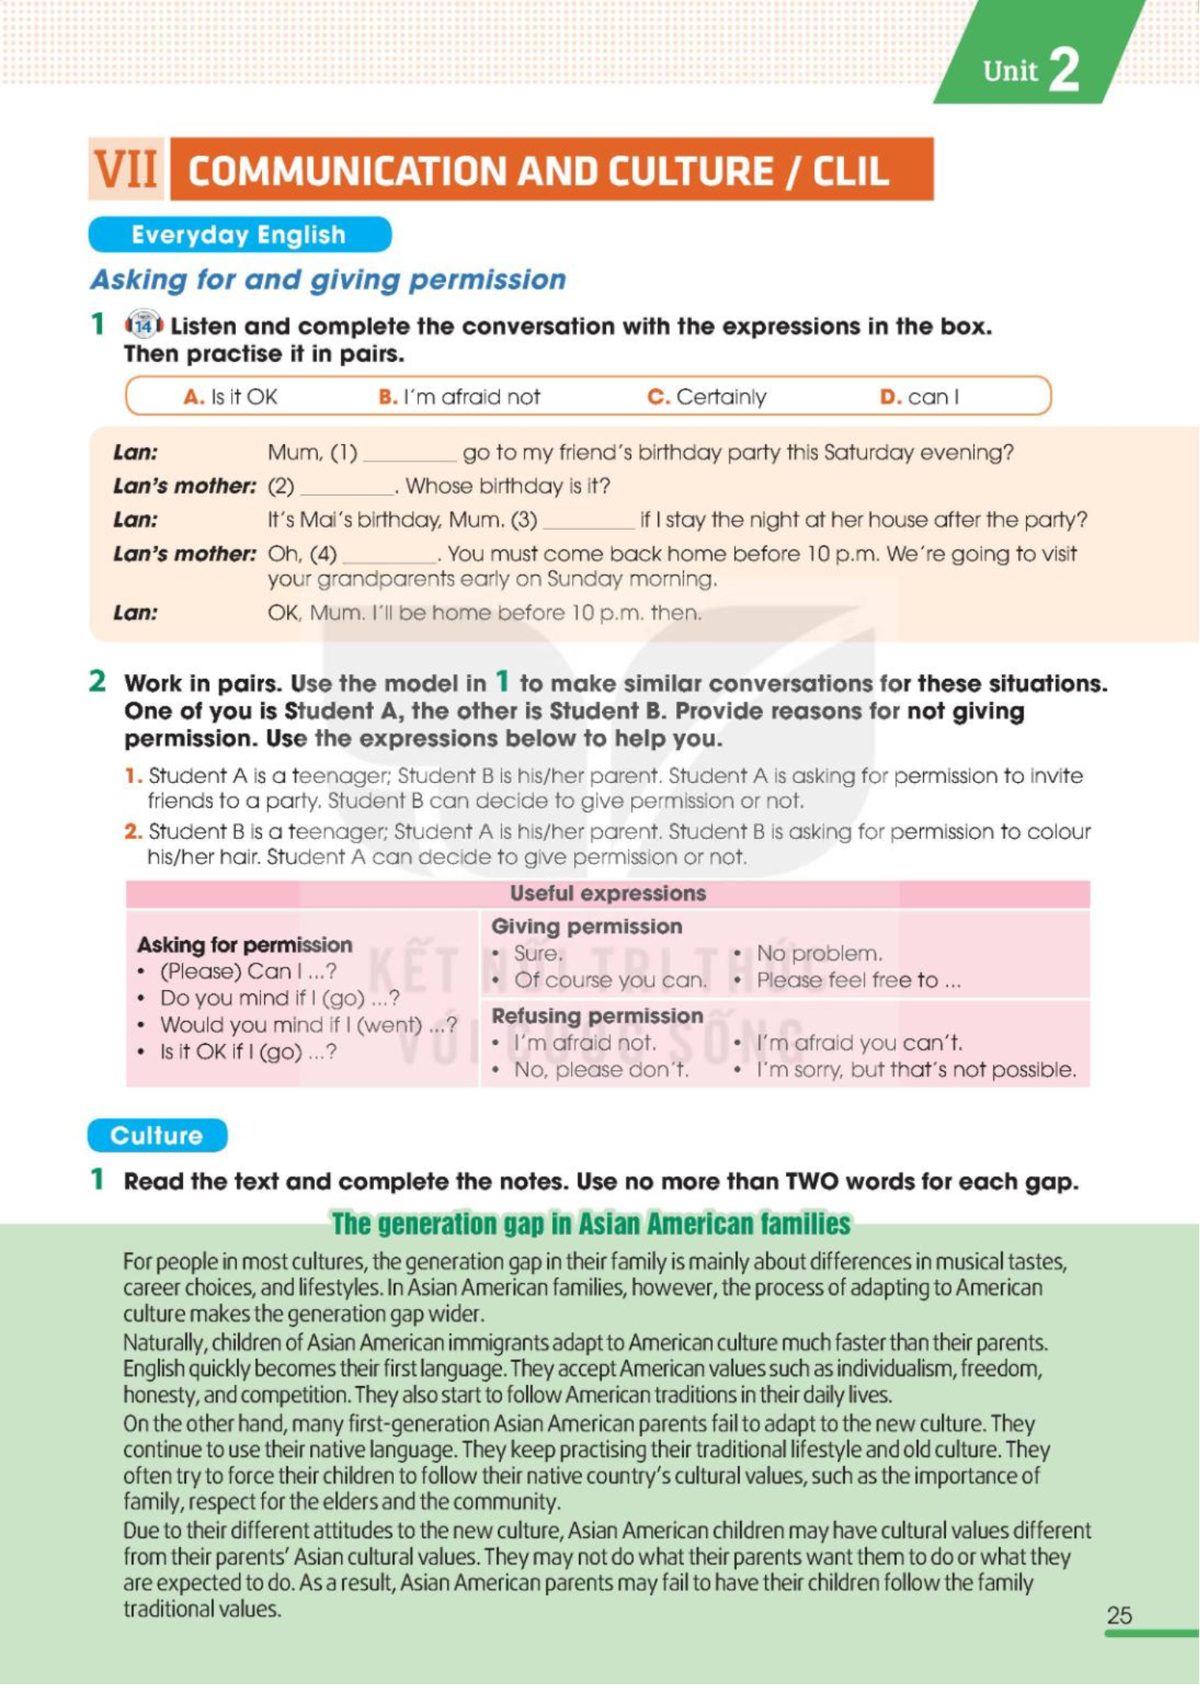 Unit 2
VII COMMUNICATION AND CULTURE / CLIL
Everyday English
Asking for and giving permission
1 14 Listen and complete the conversation with the expressions in the box.
Then practise it in pairs.
A. Is it OK B. I'm afraid not C. Certainly D. can I
Lan: Mum, (1) ________ go to my friend's birthday party this Saturday evening?
Lan's mother: (2) ________. Whose birthday is it?
Lan: It's Mai's birthday, Mum. (3) ________ if I stay the night at her house after the party?
Lan's mother: Oh, (4) ________. You must come back home before 10 p.m. We're going to visit
your grandparents early on Sunday morning.
Lan: OK, Mum. I'll be home before 10 p.m. then.
2 Work in pairs. Use the model in 1 to make similar conversations for these situations.
One of you is Student A, the other is Student B. Provide reasons for not giving
permission. Use the expressions below to help you.
1. Student A is a teenager; Student B is his/her parent. Student A is asking for permission to invite
friends to a party. Student B can decide to give permission or not.
2. Student B is a teenager; Student A is his/her parent. Student B is asking for permission to colour
his/her hair. Student A can decide to give permission or not.
Useful expressions
Asking for permission
• (Please) Can I ...?
• Do you mind if I (go) ...?
• Would you mind if I (went) ...?
• Is it OK if I (go) ...?
Giving permission
• Sure. • No problem.
• Of course you can. • Please feel free to ...
Refusing permission
• I'm afraid not. • I'm afraid you can't.
• No, please don't. • I'm sorry, but that's not possible.
KẾT NỐI TRI THỨC
VỚI CUỘC SỐNG
Culture
1 Read the text and complete the notes. Use no more than TWO words for each gap.
The generation gap in Asian American families
For people in most cultures, the generation gap in their family is mainly about differences in musical tastes,
career choices, and lifestyles. In Asian American families, however, the process of adapting to American
culture makes the generation gap wider.
Naturally, children of Asian American immigrants adapt to American culture much faster than their parents.
English quickly becomes their first language. They accept American values such as individualism, freedom,
honesty, and competition. They also start to follow American traditions in their daily lives.
On the other hand, many first-generation Asian American parents fail to adapt to the new culture. They
continue to use their native language. They keep practising their traditional lifestyle and old culture. They
often try to force their children to follow their native country's cultural values, such as the importance of
family, respect for the elders and the community.
Due to their different attitudes to the new culture, Asian American children may have cultural values different
from their parents' Asian cultural values. They may not do what their parents want them to do or what they
are expected to do. As a result, Asian American parents may fail to have their children follow the family
traditional values.
25